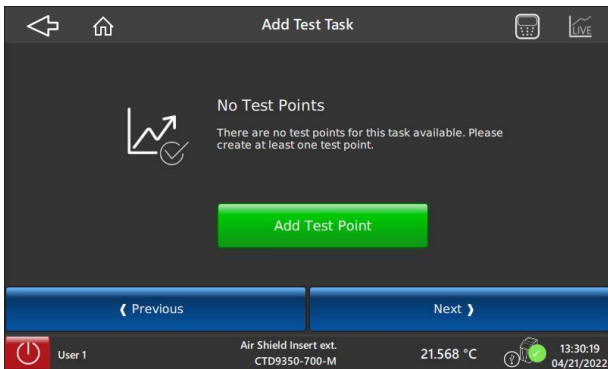 Add Test Task
LIVE
No Test Points
There are no test points for this task available. Please
create at least one test point.
Add Test Point
❰ Previous
Next ❱
User 1
Air Shield Insert ext.
CTD9350-700-M
21.568 °C
13:30:19
04/21/2022